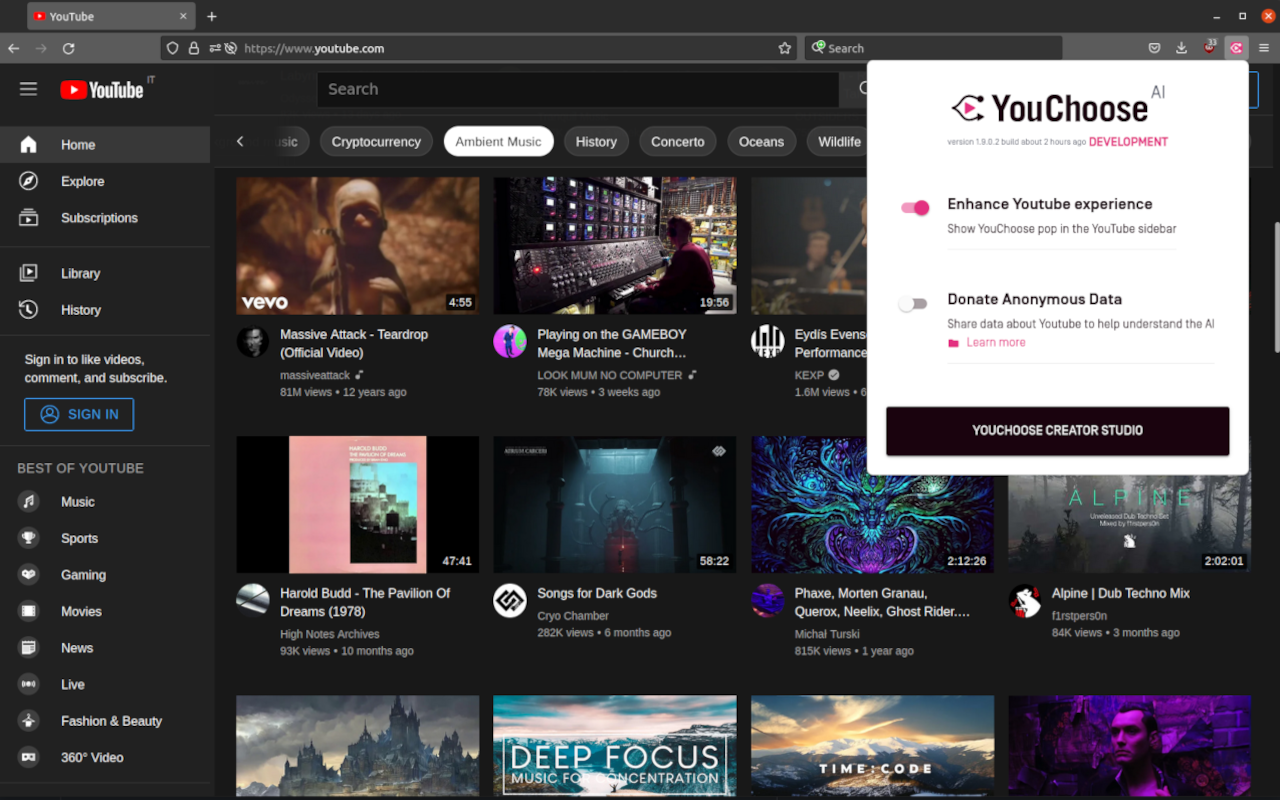 YouTube
https://www.youtube.com
Search
33
YouTube IT
Search
YouChoose AI
version 1.9.0.2 build about 2 hours ago DEVELOPMENT
Enhance Youtube experience
Show YouChoose pop in the YouTube sidebar
Donate Anonymous Data
Share data about Youtube to help understand the AI
Learn more
YOUCHOOSE CREATOR STUDIO
Home
Explore
Subscriptions
Library
History
Sign in to like videos,
comment, and subscribe.
SIGN IN
BEST OF YOUTUBE
Music
Sports
Gaming
Movies
News
Live
Fashion & Beauty
360° Video
usic
Cryptocurrency
Ambient Music
History
Concerto
Oceans
Wildlife
vevo
4:55
Massive Attack - Teardrop
(Official Video)
massiveattack
81M views • 12 years ago
19:56
Playing on the GAMEBOY
Mega Machine - Church…
LOOK MUM NO COMPUTER
78K views • 3 weeks ago
KEXP
Eydís Evens
Performance
KEXP
1.6M views • 6
HAROLD BUDD
THE PAVILION OF DREAMS
47:41
Harold Budd - The Pavilion Of
Dreams (1978)
High Notes Archives
93K views • 10 months ago
ATRIUM CARCERI
58:22
Songs for Dark Gods
Cryo Chamber
282K views • 6 months ago
2:12:26
Phaxe, Morten Granau,
Querox, Neelix, Ghost Rider.…
Michał Turski
815K views • 1 year ago
ALPINE
Unreleased Dub Techno Set
Mixed by f1rstpers0n
2:02:01
Alpine | Dub Techno Mix
f1rstpers0n
84K views • 3 months ago
DEEP FOCUS
MUSIC FOR CONCENTRATION
TIME:CODE